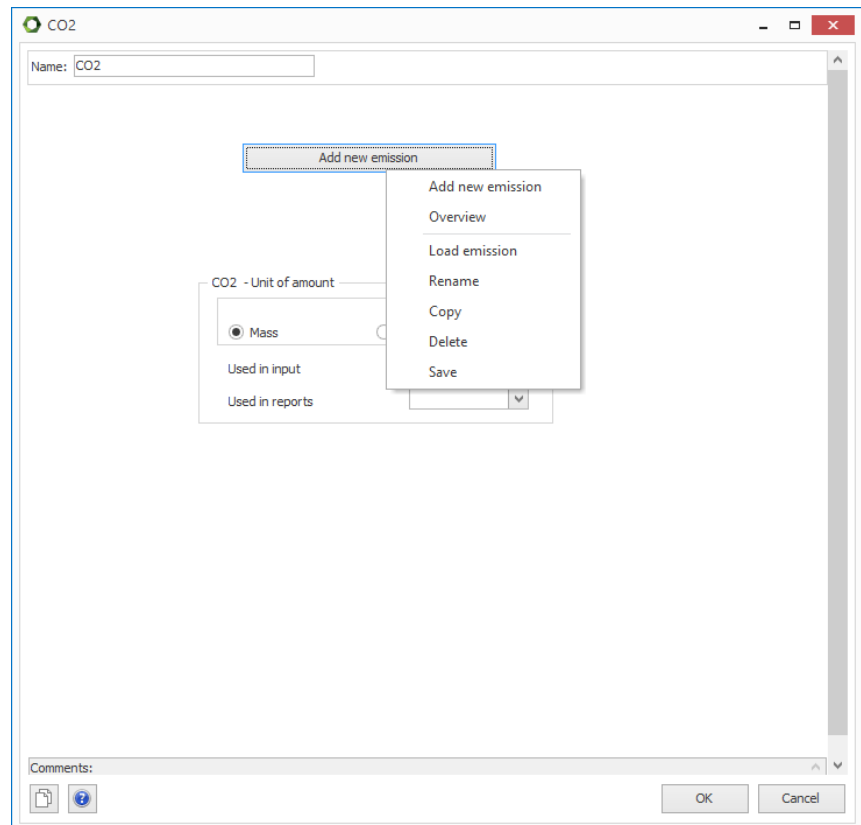 CO2
Name: CO2
Add new emission
Add new emission
Overview
Load emission
Rename
Copy
Delete
Save
CO2 - Unit of amount
Mass
Used in input
Used in reports
Comments:
OK Cancel